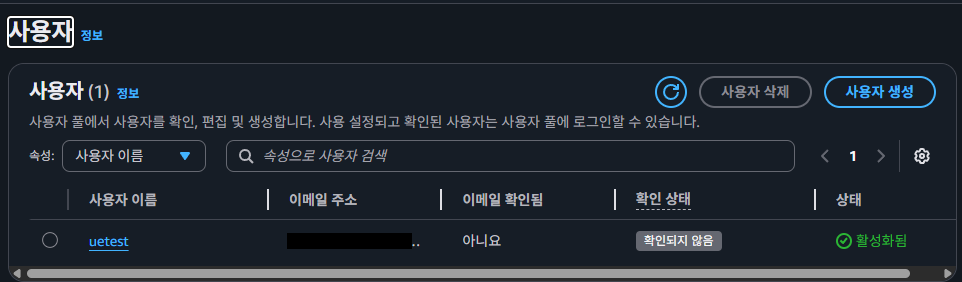 사용자 정보
사용자 (1) 정보
사용자 삭제
사용자 생성
사용자 풀에서 사용자를 확인, 편집 및 생성합니다. 사용 설정되고 확인된 사용자는 사용자 풀에 로그인할 수 있습니다.
속성: 사용자 이름 속성으로 사용자 검색 1
사용자 이름 이메일 주소 이메일 확인됨 확인 상태 상태
uetest .. 아니요 확인되지 않음 활성화됨